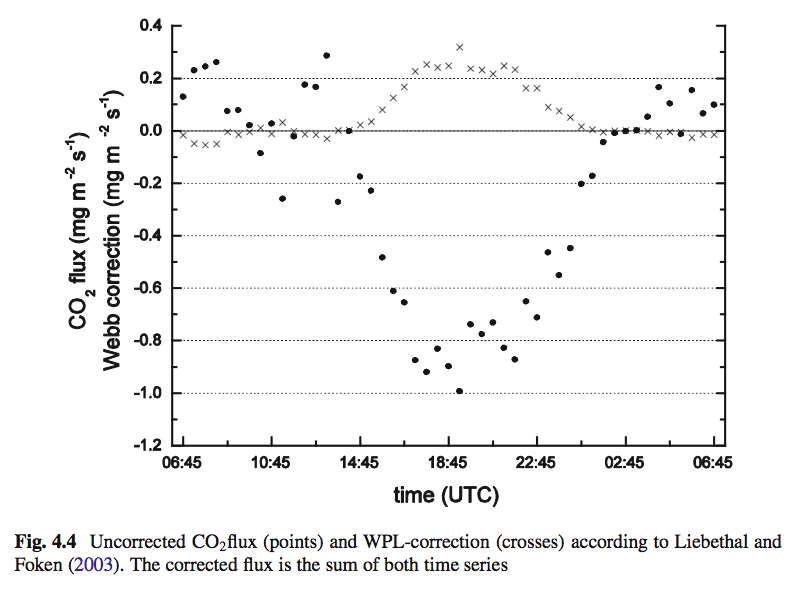 0.4
0.2
0.0
-0.2
-0.4
-0.6
-0.8
-1.0
-1.2
CO2 flux (mg m-2 s-1)
Webb correction (mg m-2 s-1)
06:45 10:45 14:45 18:45 22:45 02:45 06:45
time (UTC)
Fig. 4.4 Uncorrected CO2flux (points) and WPL-correction (crosses) according to Liebethal and
Foken (2003). The corrected flux is the sum of both time series